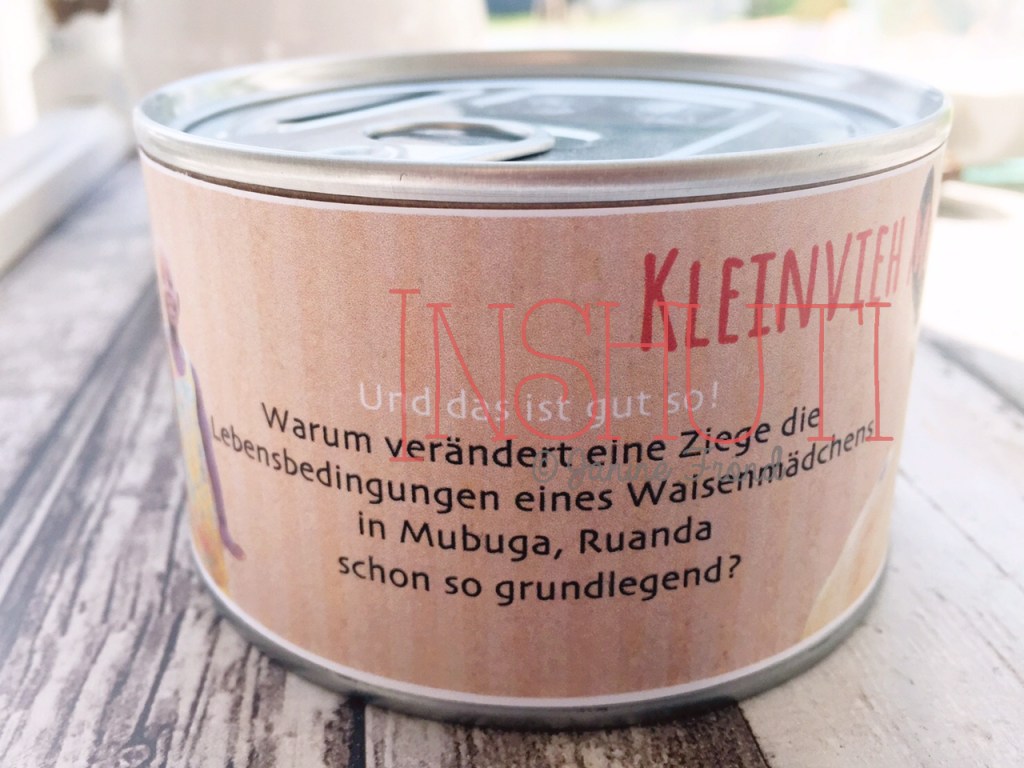 KLEINVIEH
INSHUTI
Und das ist gut so!
Warum verändert eine Ziege die
Lebensbedingungen eines Waisenmädchens
in Mubuga, Ruanda
schon so grundlegend?